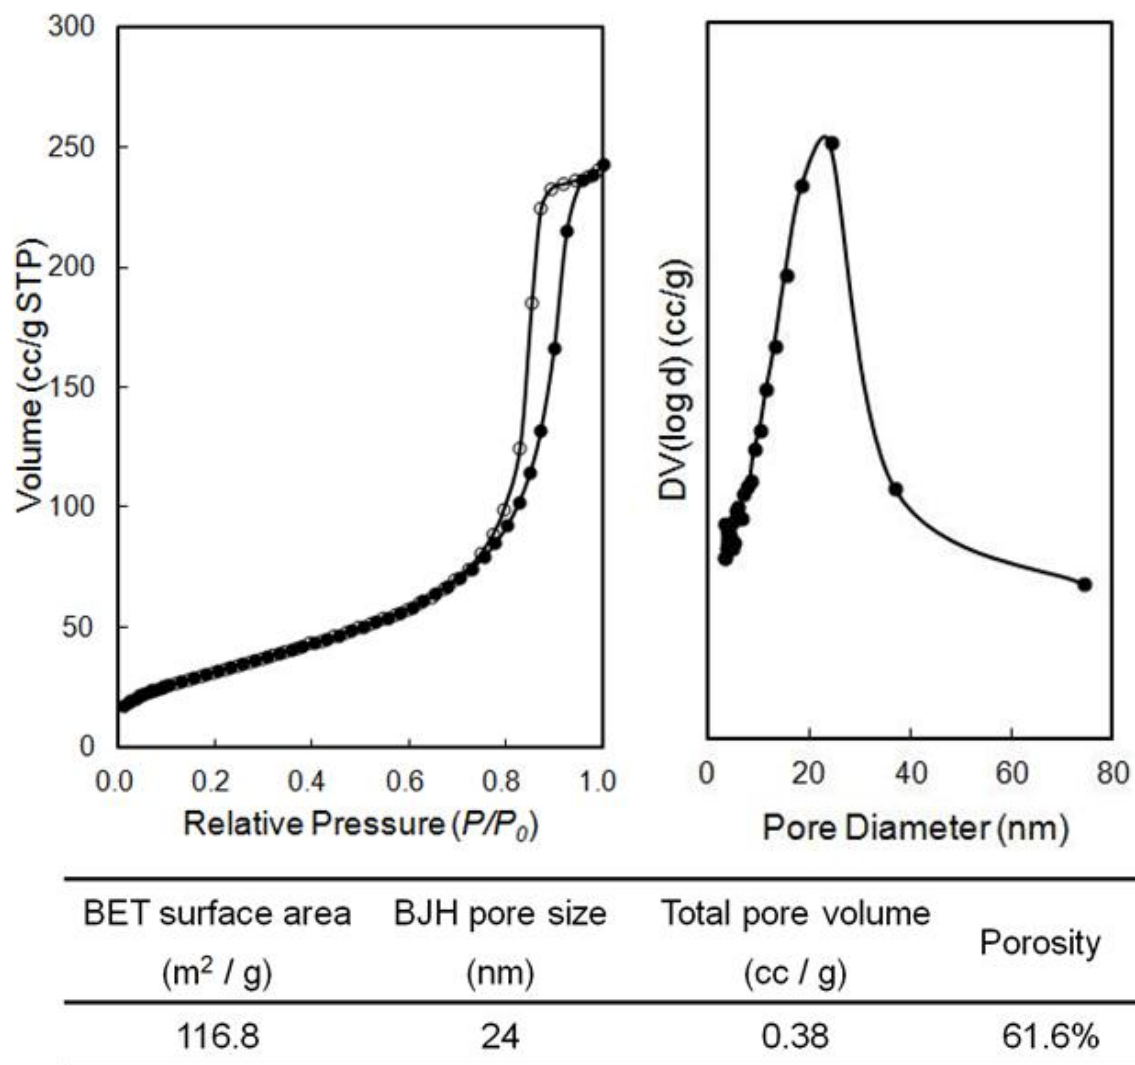 300
250
200
150
100
50
0
Volume (cc/g STP)
0.0 0.2 0.4 0.6 0.8 1.0
Relative Pressure (P/P0)
DV(log d) (cc/g)
0 20 40 60 80
Pore Diameter (nm)
BET surface area BJH pore size Total pore volume Porosity
(m² / g) (nm) (cc / g)
116.8 24 0.38 61.6%